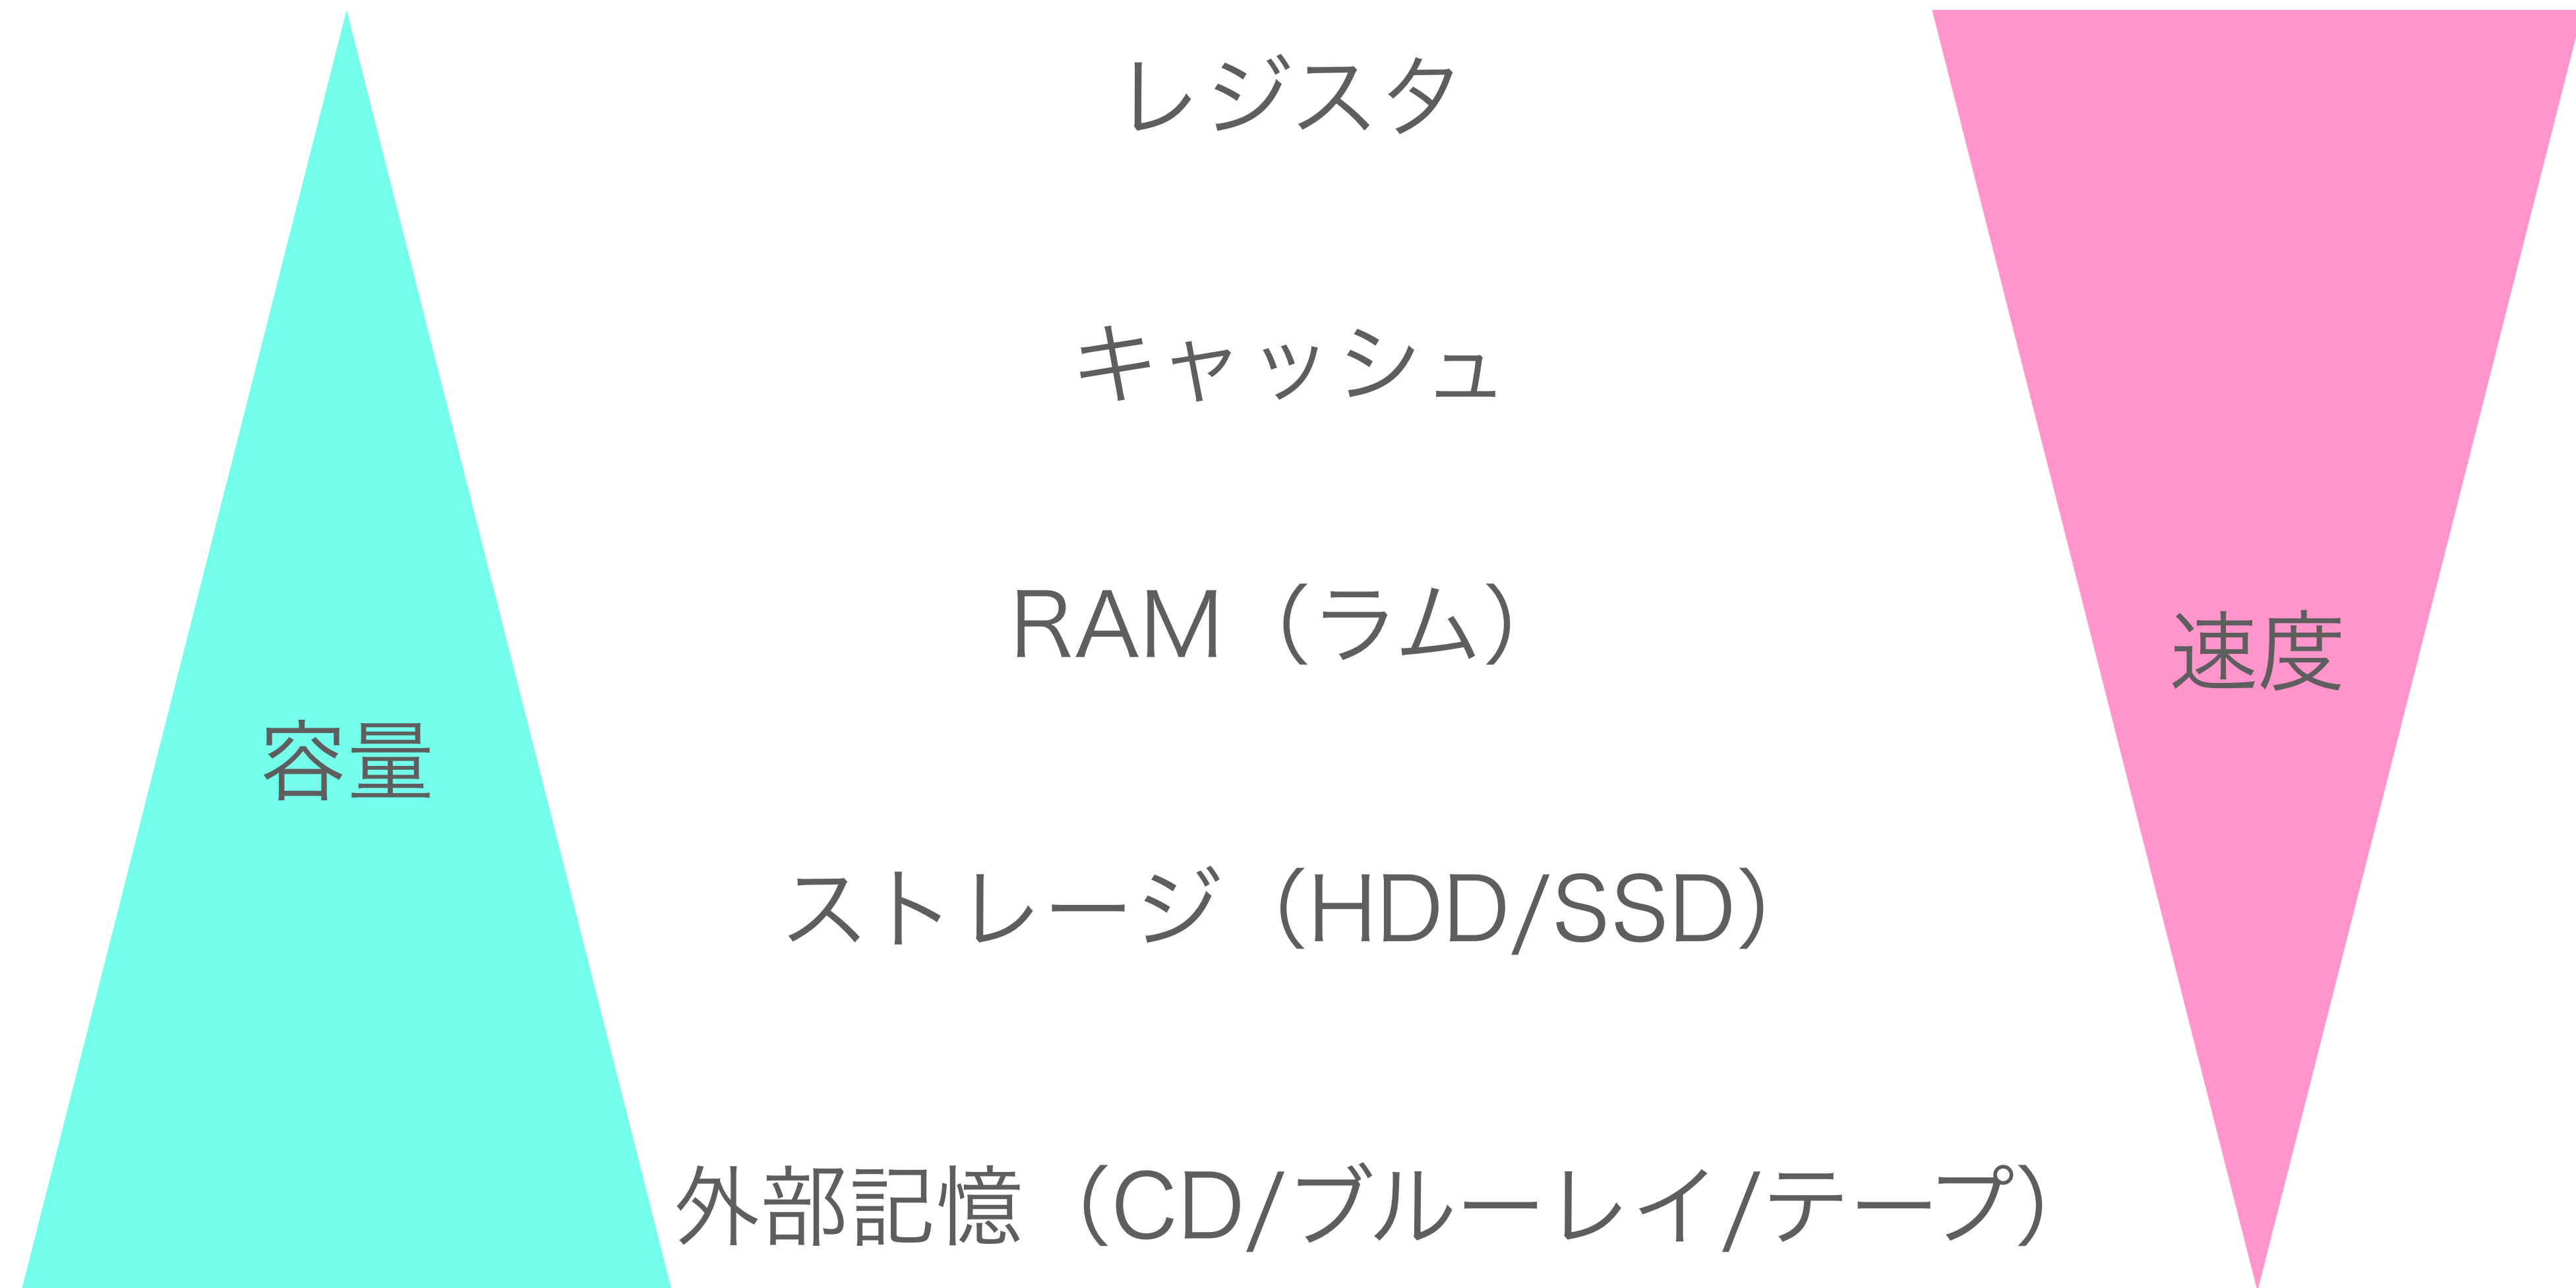 レジスタ
キャッシュ
RAM（ラム）
速度
容量
ストレージ（HDD/SSD）
外部記憶（CD/ブルーレイ/テープ）